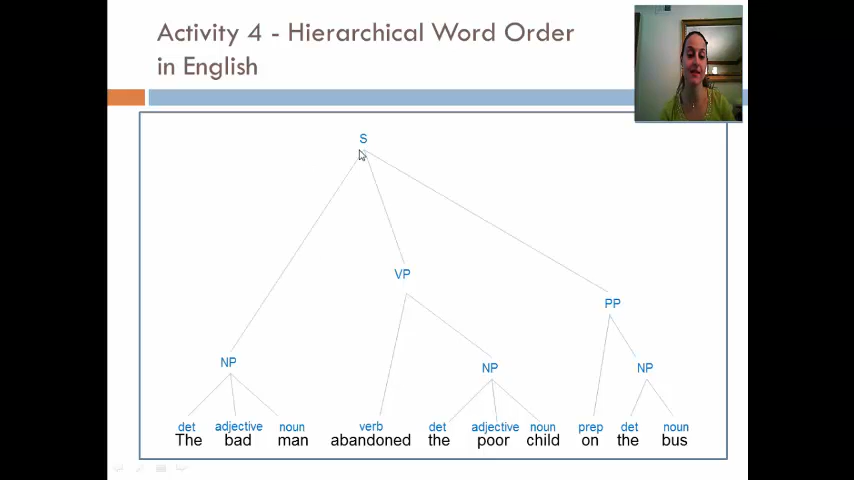 Activity 4 - Hierarchical Word Order
in English
S
VP
PP
NP
NP
NP
det adjective noun verb det adjective noun prep det noun
The bad man abandoned the poor child on the bus